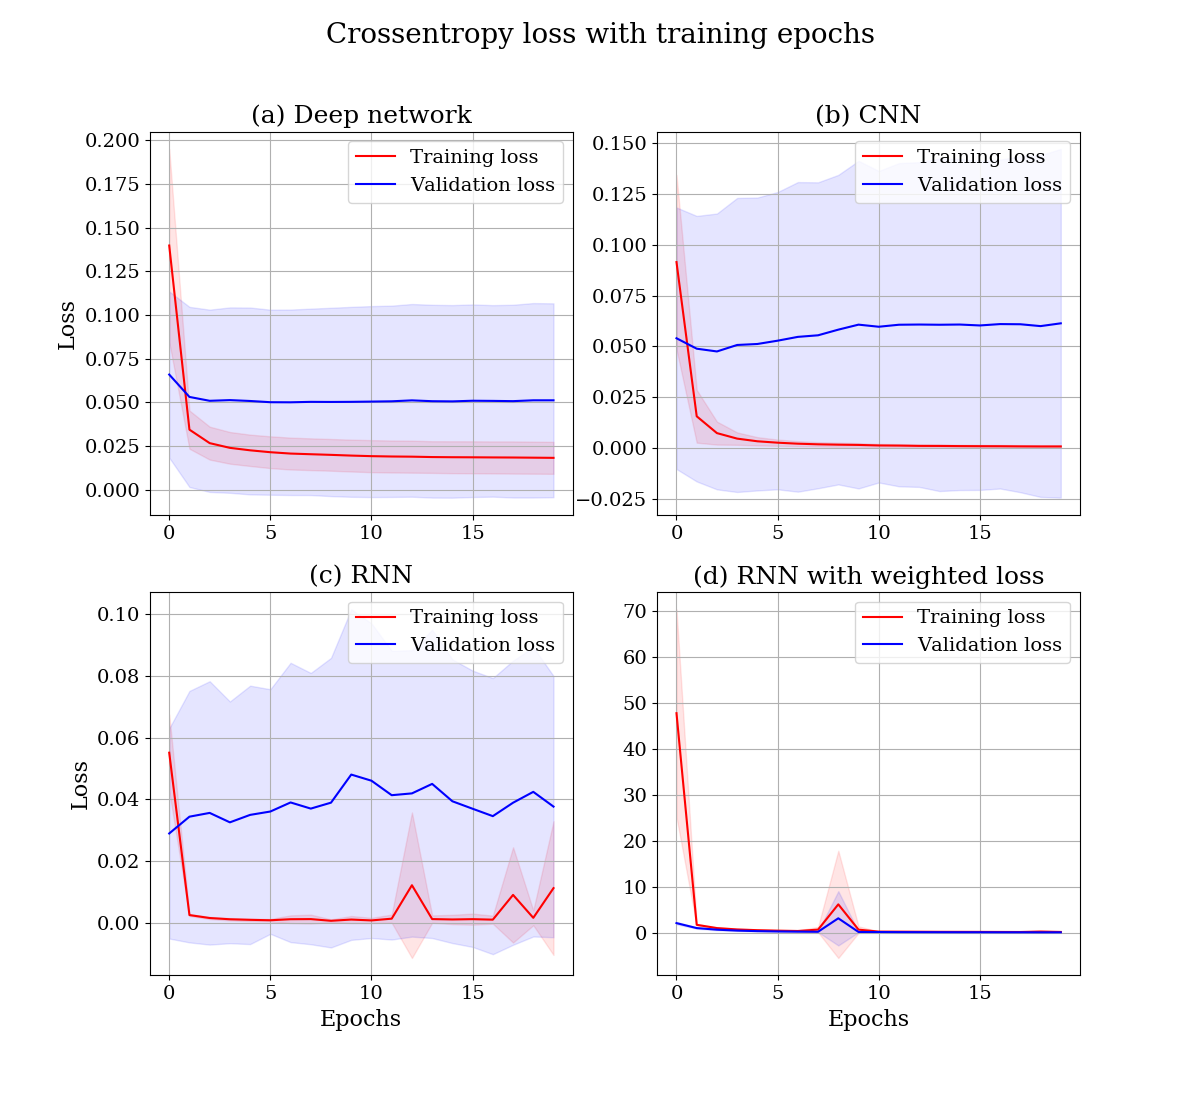 Crossentropy loss with training epochs
(a) Deep network
0.200
0.175
0.150
0.125
0.100
0.075
0.050
0.025
0.000
Loss
0
5
10
15
Training loss
Validation loss
(b) CNN
0.150
0.125
0.100
0.075
0.050
0.025
0.000
−0.025
0
5
10
15
Training loss
Validation loss
(c) RNN
0.10
0.08
0.06
0.04
0.02
0.00
Loss
0
5
10
15
Epochs
Training loss
Validation loss
(d) RNN with weighted loss
70
60
50
40
30
20
10
0
0
5
10
15
Epochs
Training loss
Validation loss